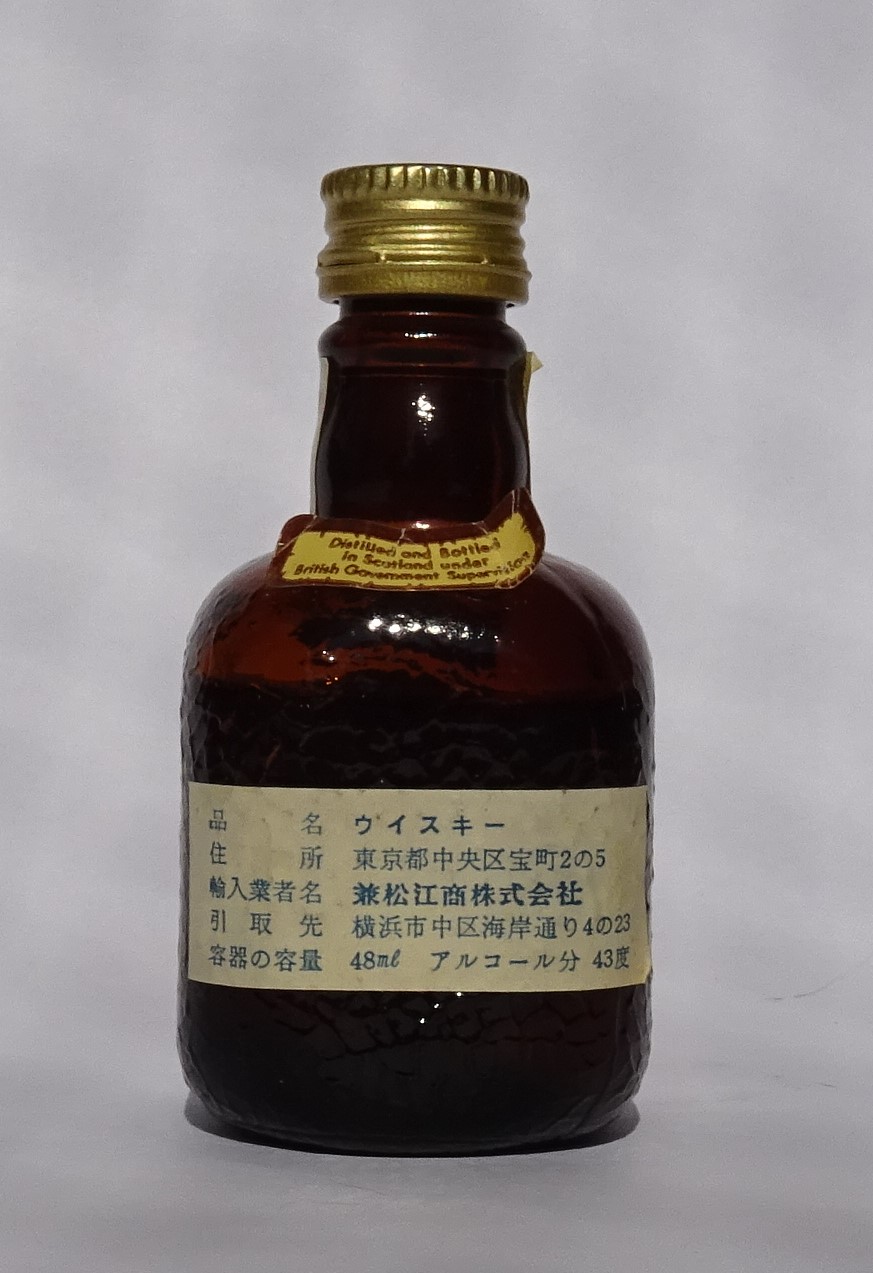 Distilled and Bottled
in Scotland under
British Government Supervision
品名 ウイスキー
住所 東京都中央区宝町2の5
輸入業者名 兼松江商株式会社
引取先 横浜市中区海岸通り4の23
容器の容量 48ml アルコール分 43度